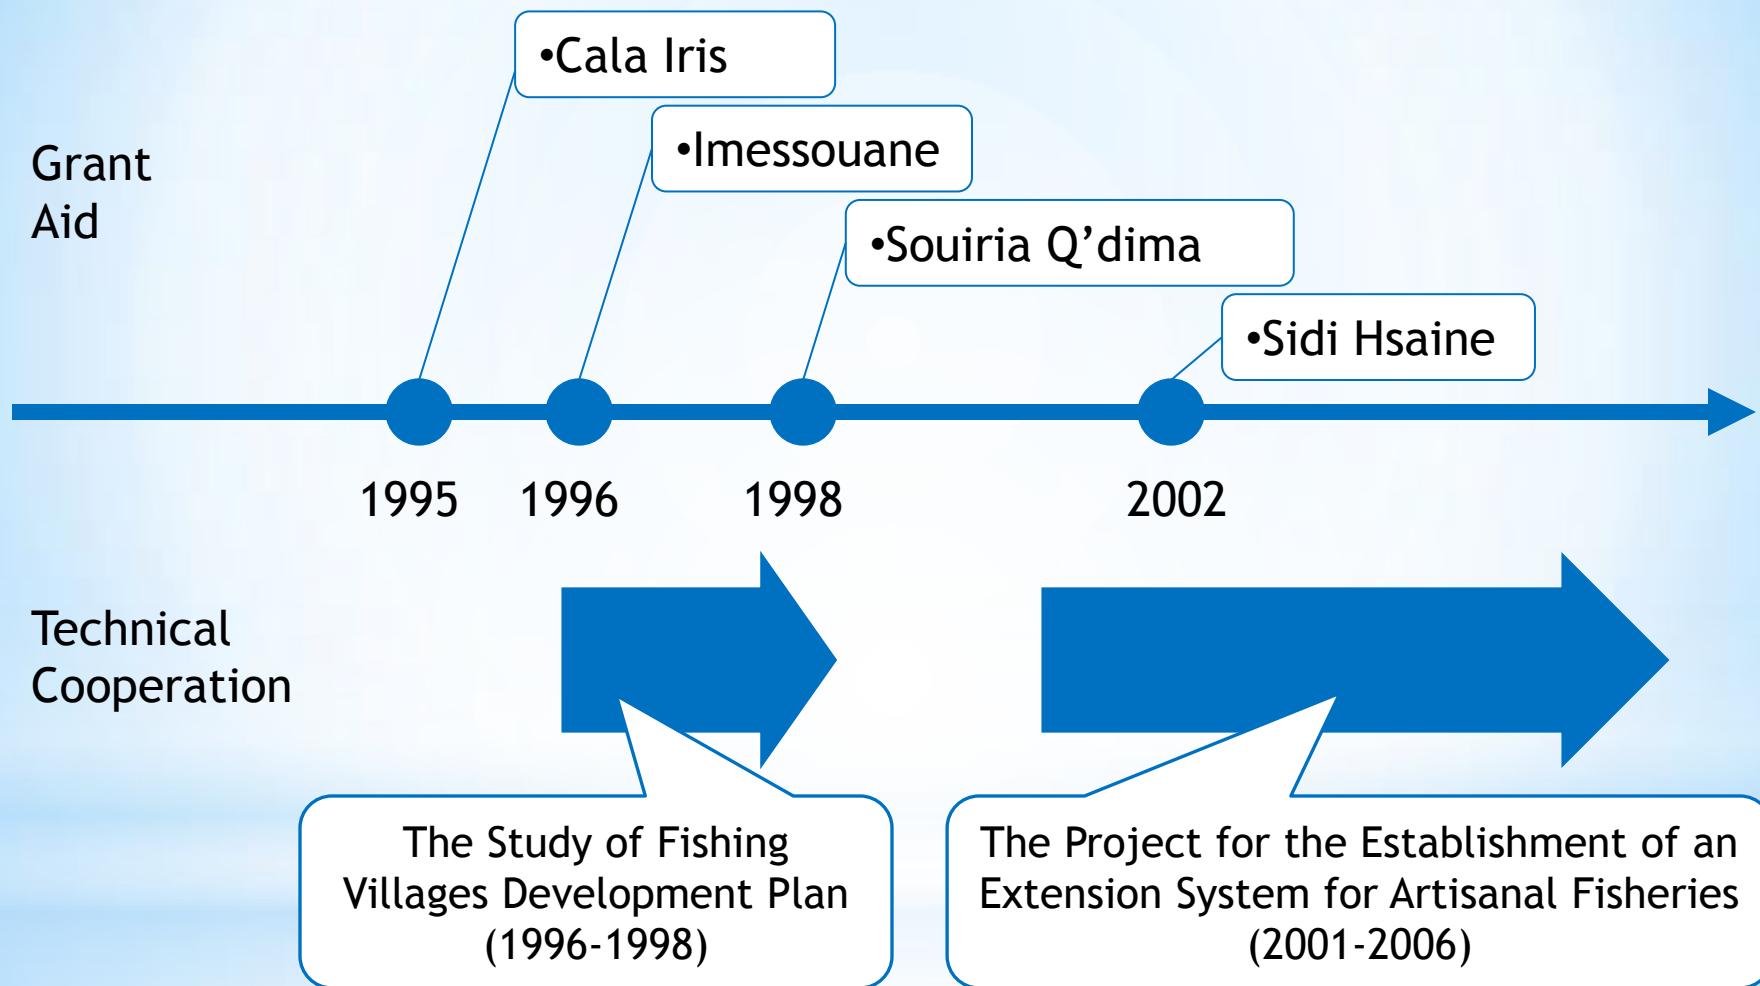 •Cala Iris
•Imessouane
Grant
Aid
•Souiria Q’dima
•Sidi Hsaine
1995
1996
1998
2002
Technical
Cooperation
The Study of Fishing
Villages Development Plan
(1996-1998)
The Project for the Establishment of an
Extension System for Artisanal Fisheries
(2001-2006)